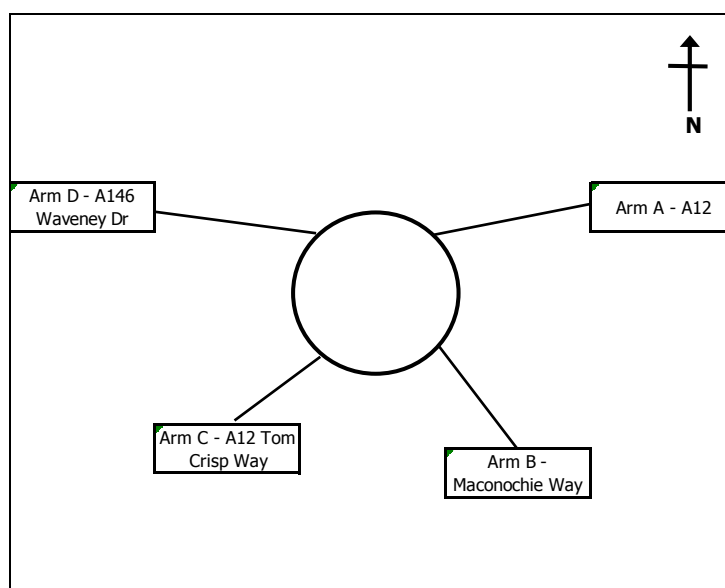 N
Arm D - A146
Waveney Dr
Arm A - A12
Arm C - A12 Tom
Crisp Way
Arm B -
Maconochie Way